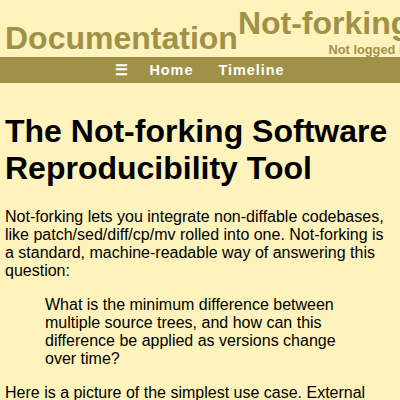 Documentation
Not-forking
Not logged
☰ Home Timeline
The Not-forking Software
Reproducibility Tool
Not-forking lets you integrate non-diffable codebases,
like patch/sed/diff/cp/mv rolled into one. Not-forking is
a standard, machine-readable way of answering this
question:
What is the minimum difference between
multiple source trees, and how can this
difference be applied as versions change
over time?
Here is a picture of the simplest use case. External